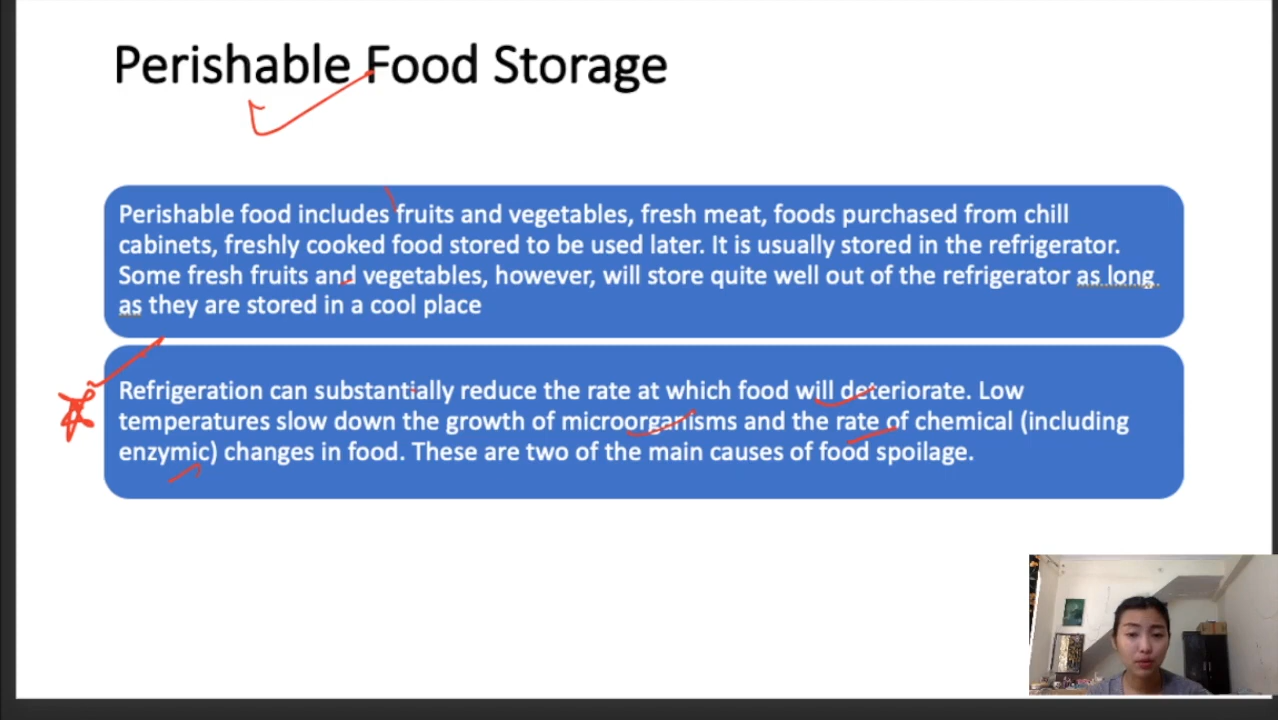 Perishable Food Storage
Perishable food includes fruits and vegetables, fresh meat, foods purchased from chill
cabinets, freshly cooked food stored to be used later. It is usually stored in the refrigerator.
Some fresh fruits and vegetables, however, will store quite well out of the refrigerator as long
as they are stored in a cool place
Refrigeration can substantially reduce the rate at which food will deteriorate. Low
temperatures slow down the growth of microorganisms and the rate of chemical (including
enzymic) changes in food. These are two of the main causes of food spoilage.